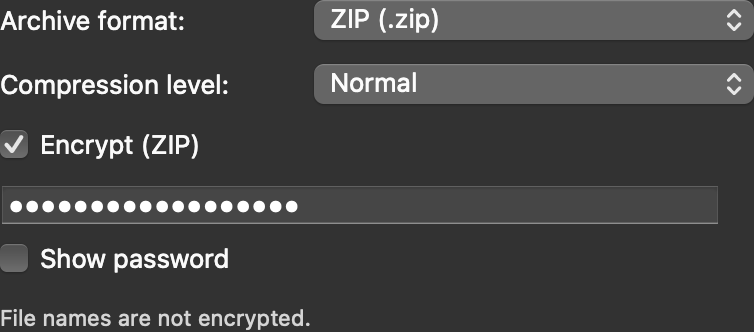 Archive format: ZIP (.zip)
Compression level: Normal
Encrypt (ZIP)
••••••••••••••••••
Show password
File names are not encrypted.